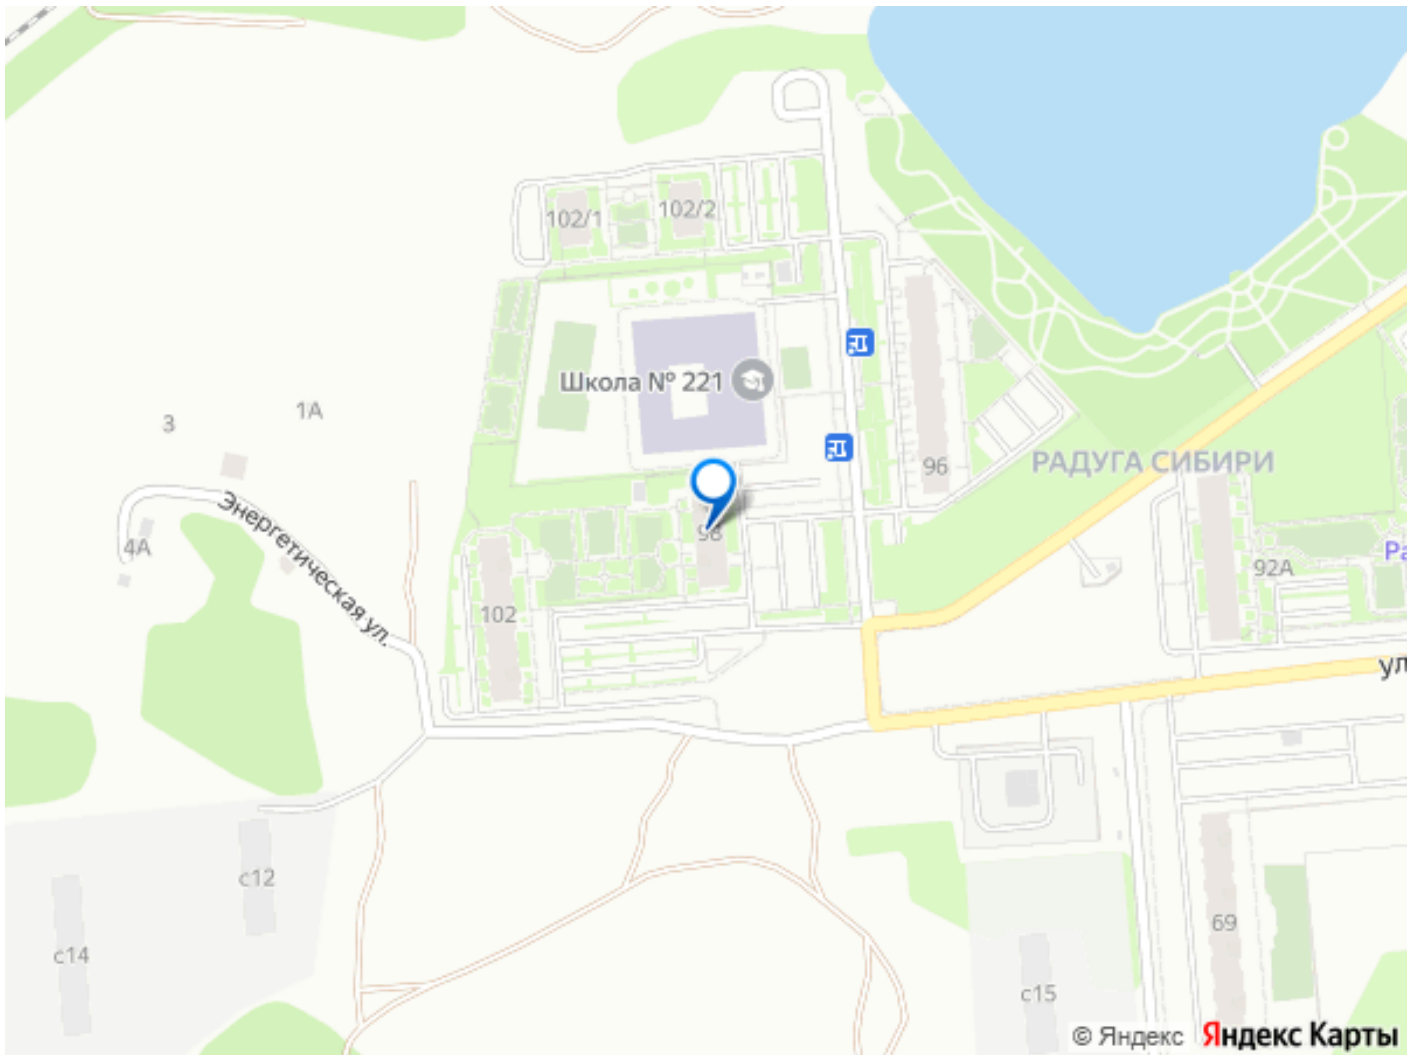 102/1
102/2
Школа № 221
1А
3
96
РАДУГА СИБИРИ
Энергетическая ул.
98
4А
92А
Ра
102
ул
с12
69
с14
с15
© Яндекс Яндекс Карты